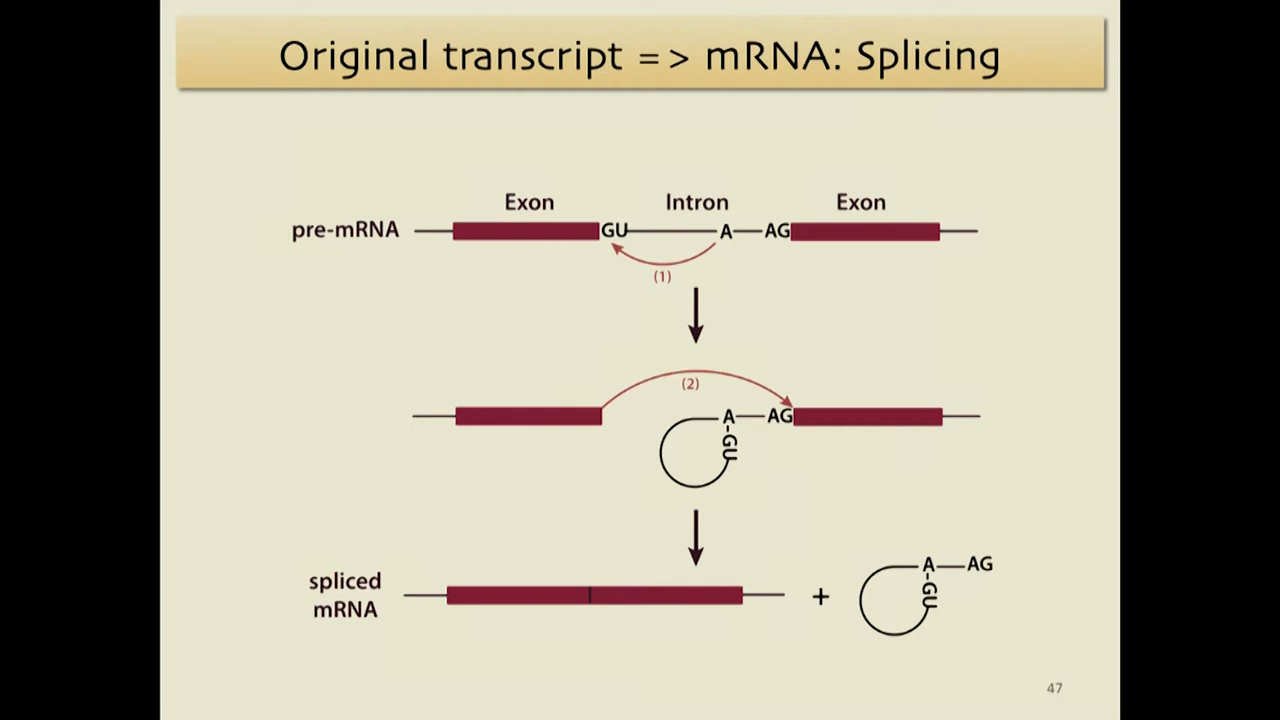 Original transcript = > mRNA: Splicing
Exon Intron Exon
pre-mRNA GU A AG
(1)
(2)
A AG
GU
spliced
mRNA + A AG
GU
47